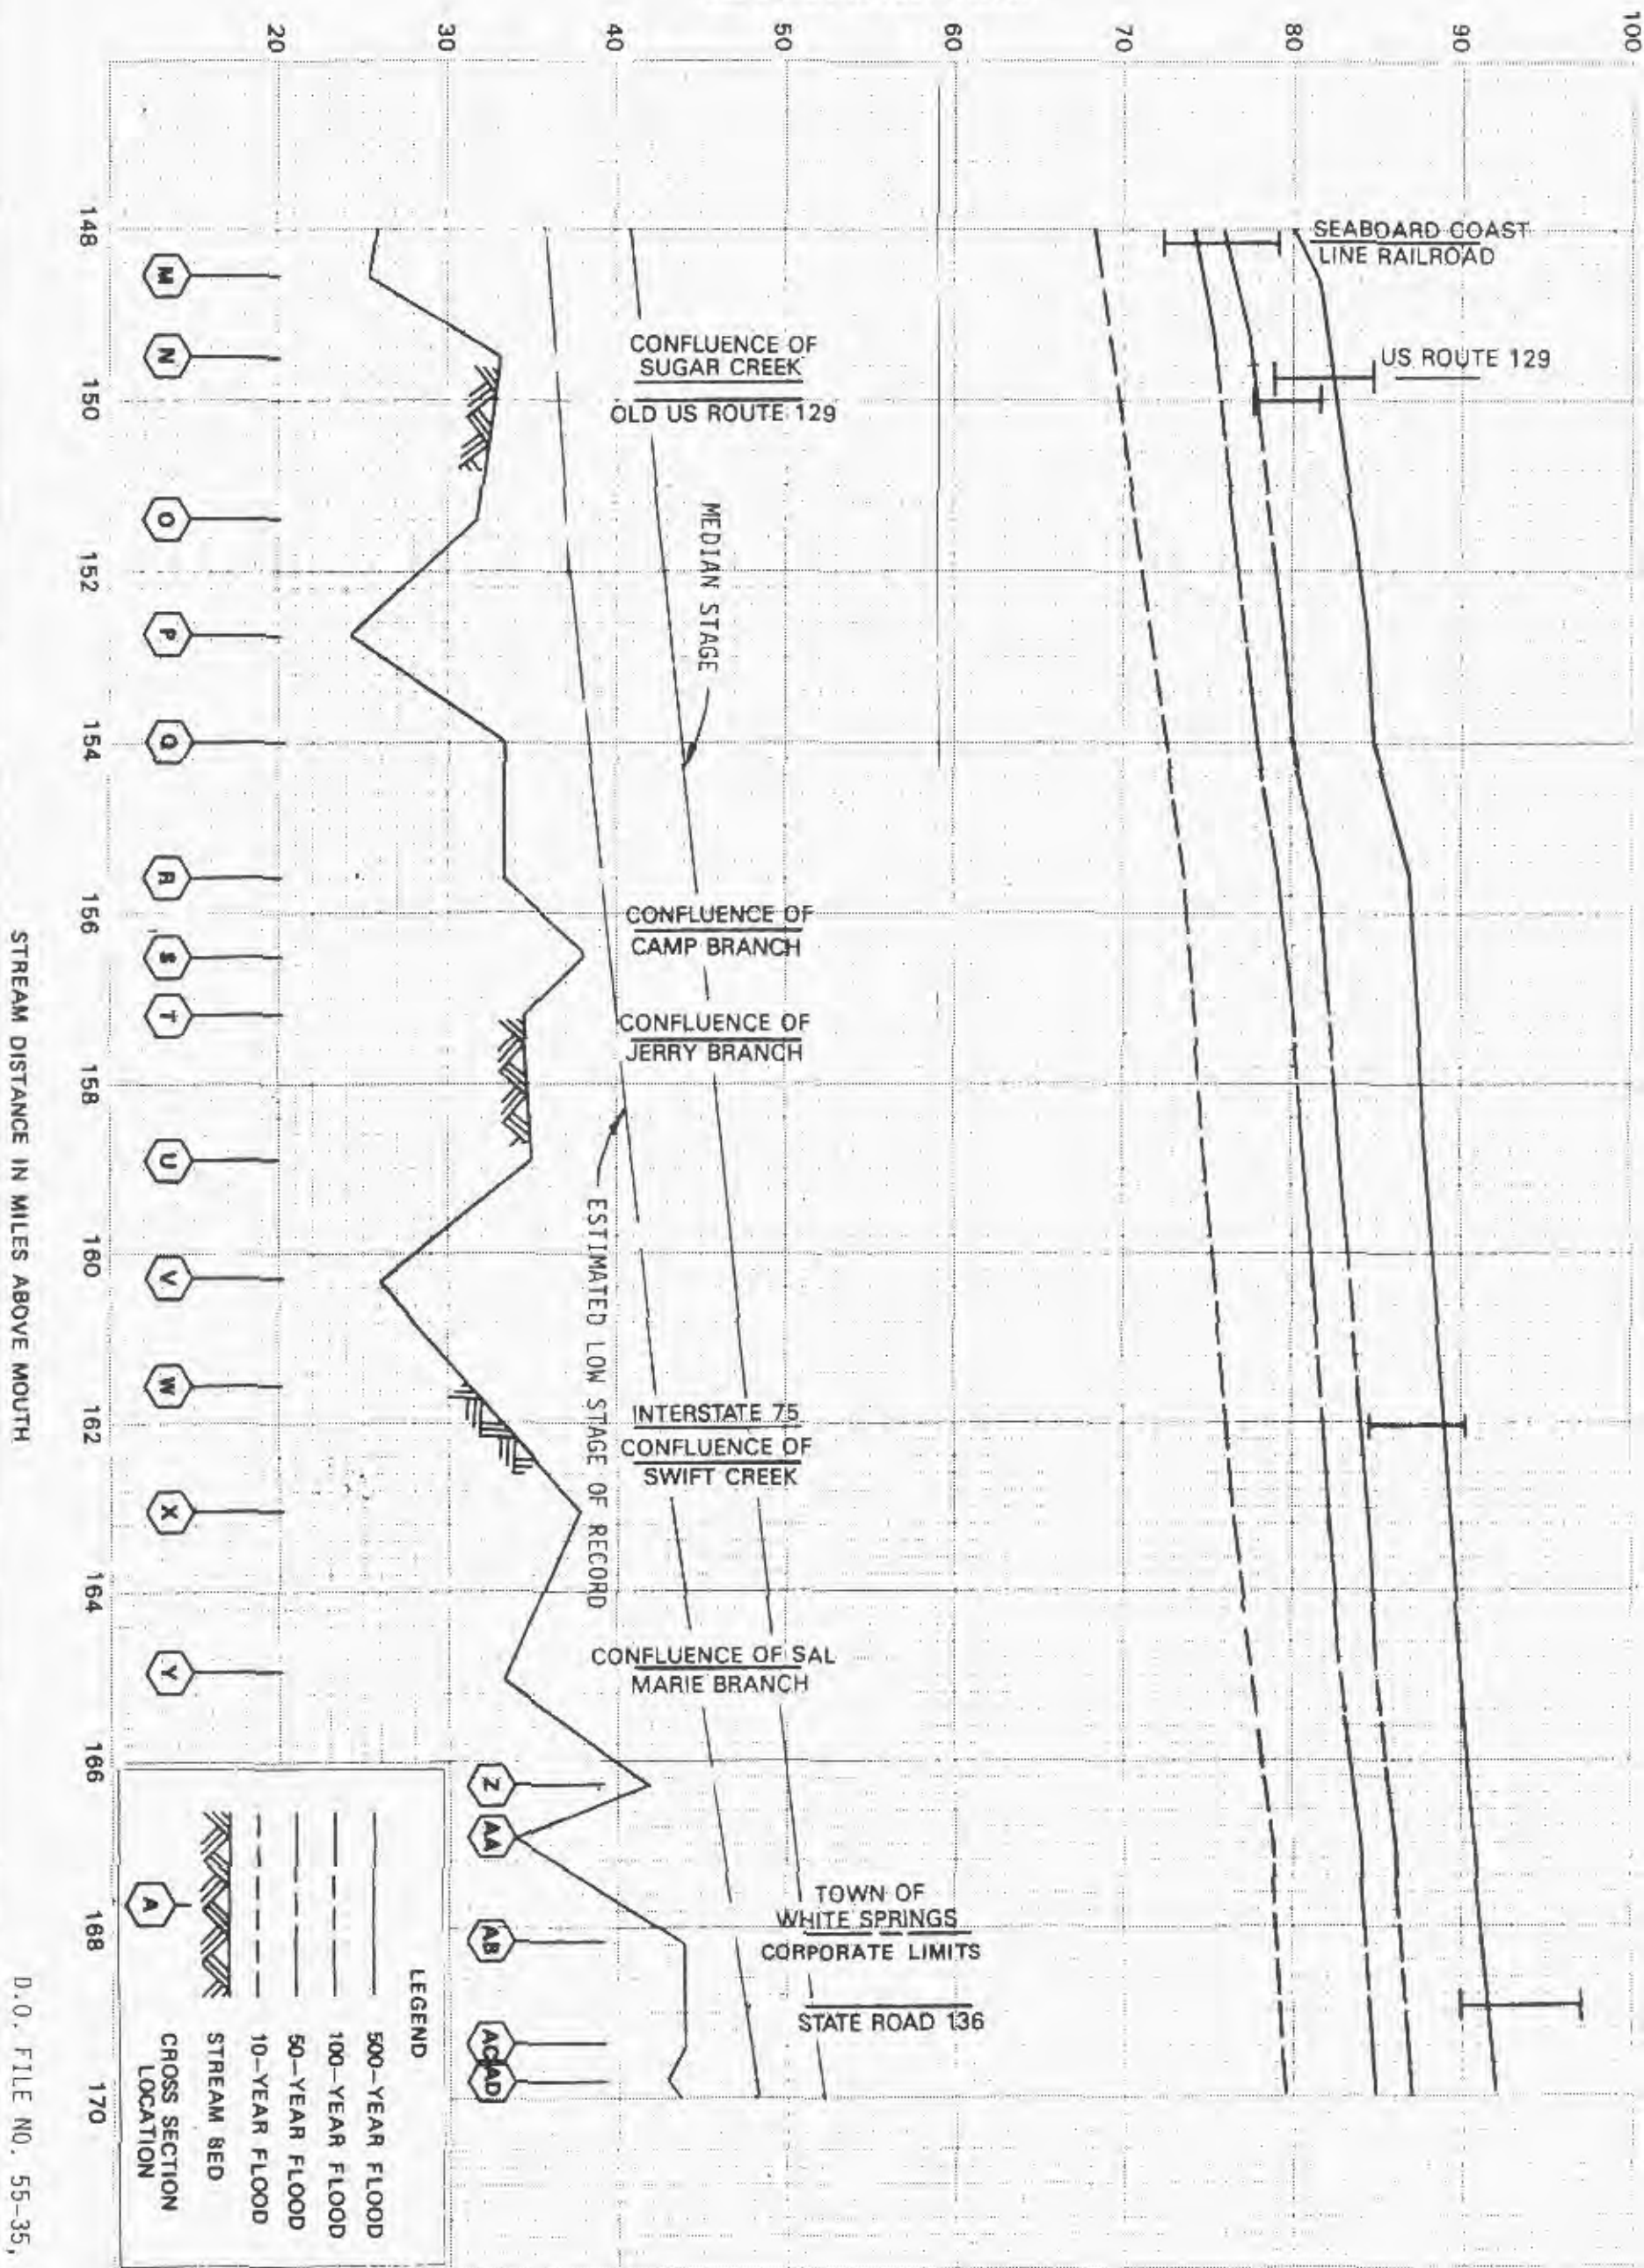 100
90
80
70
60
50
40
30
20
SEABOARD COAST
LINE RAILROAD
US ROUTE 129
CONFLUENCE OF
SUGAR CREEK
OLD US ROUTE 129
MEDIAN STAGE
CONFLUENCE OF
CAMP BRANCH
CONFLUENCE OF
JERRY BRANCH
ESTIMATED LOW STAGE OF RECORD
INTERSTATE 75
CONFLUENCE OF
SWIFT CREEK
CONFLUENCE OF SAL
MARIE BRANCH
TOWN OF
WHITE SPRINGS
CORPORATE LIMITS
STATE ROAD 136
M
N
O
P
Q
R
S
T
U
V
W
X
Y
Z
AA
AB
AC
AD
148
150
152
154
156
158
160
162
164
166
168
170
STREAM DISTANCE IN MILES ABOVE MOUTH
LEGEND
500-YEAR FLOOD
100-YEAR FLOOD
50-YEAR FLOOD
10-YEAR FLOOD
STREAM BED
A
CROSS SECTION
LOCATION
D.O. FILE NO. 55-35,